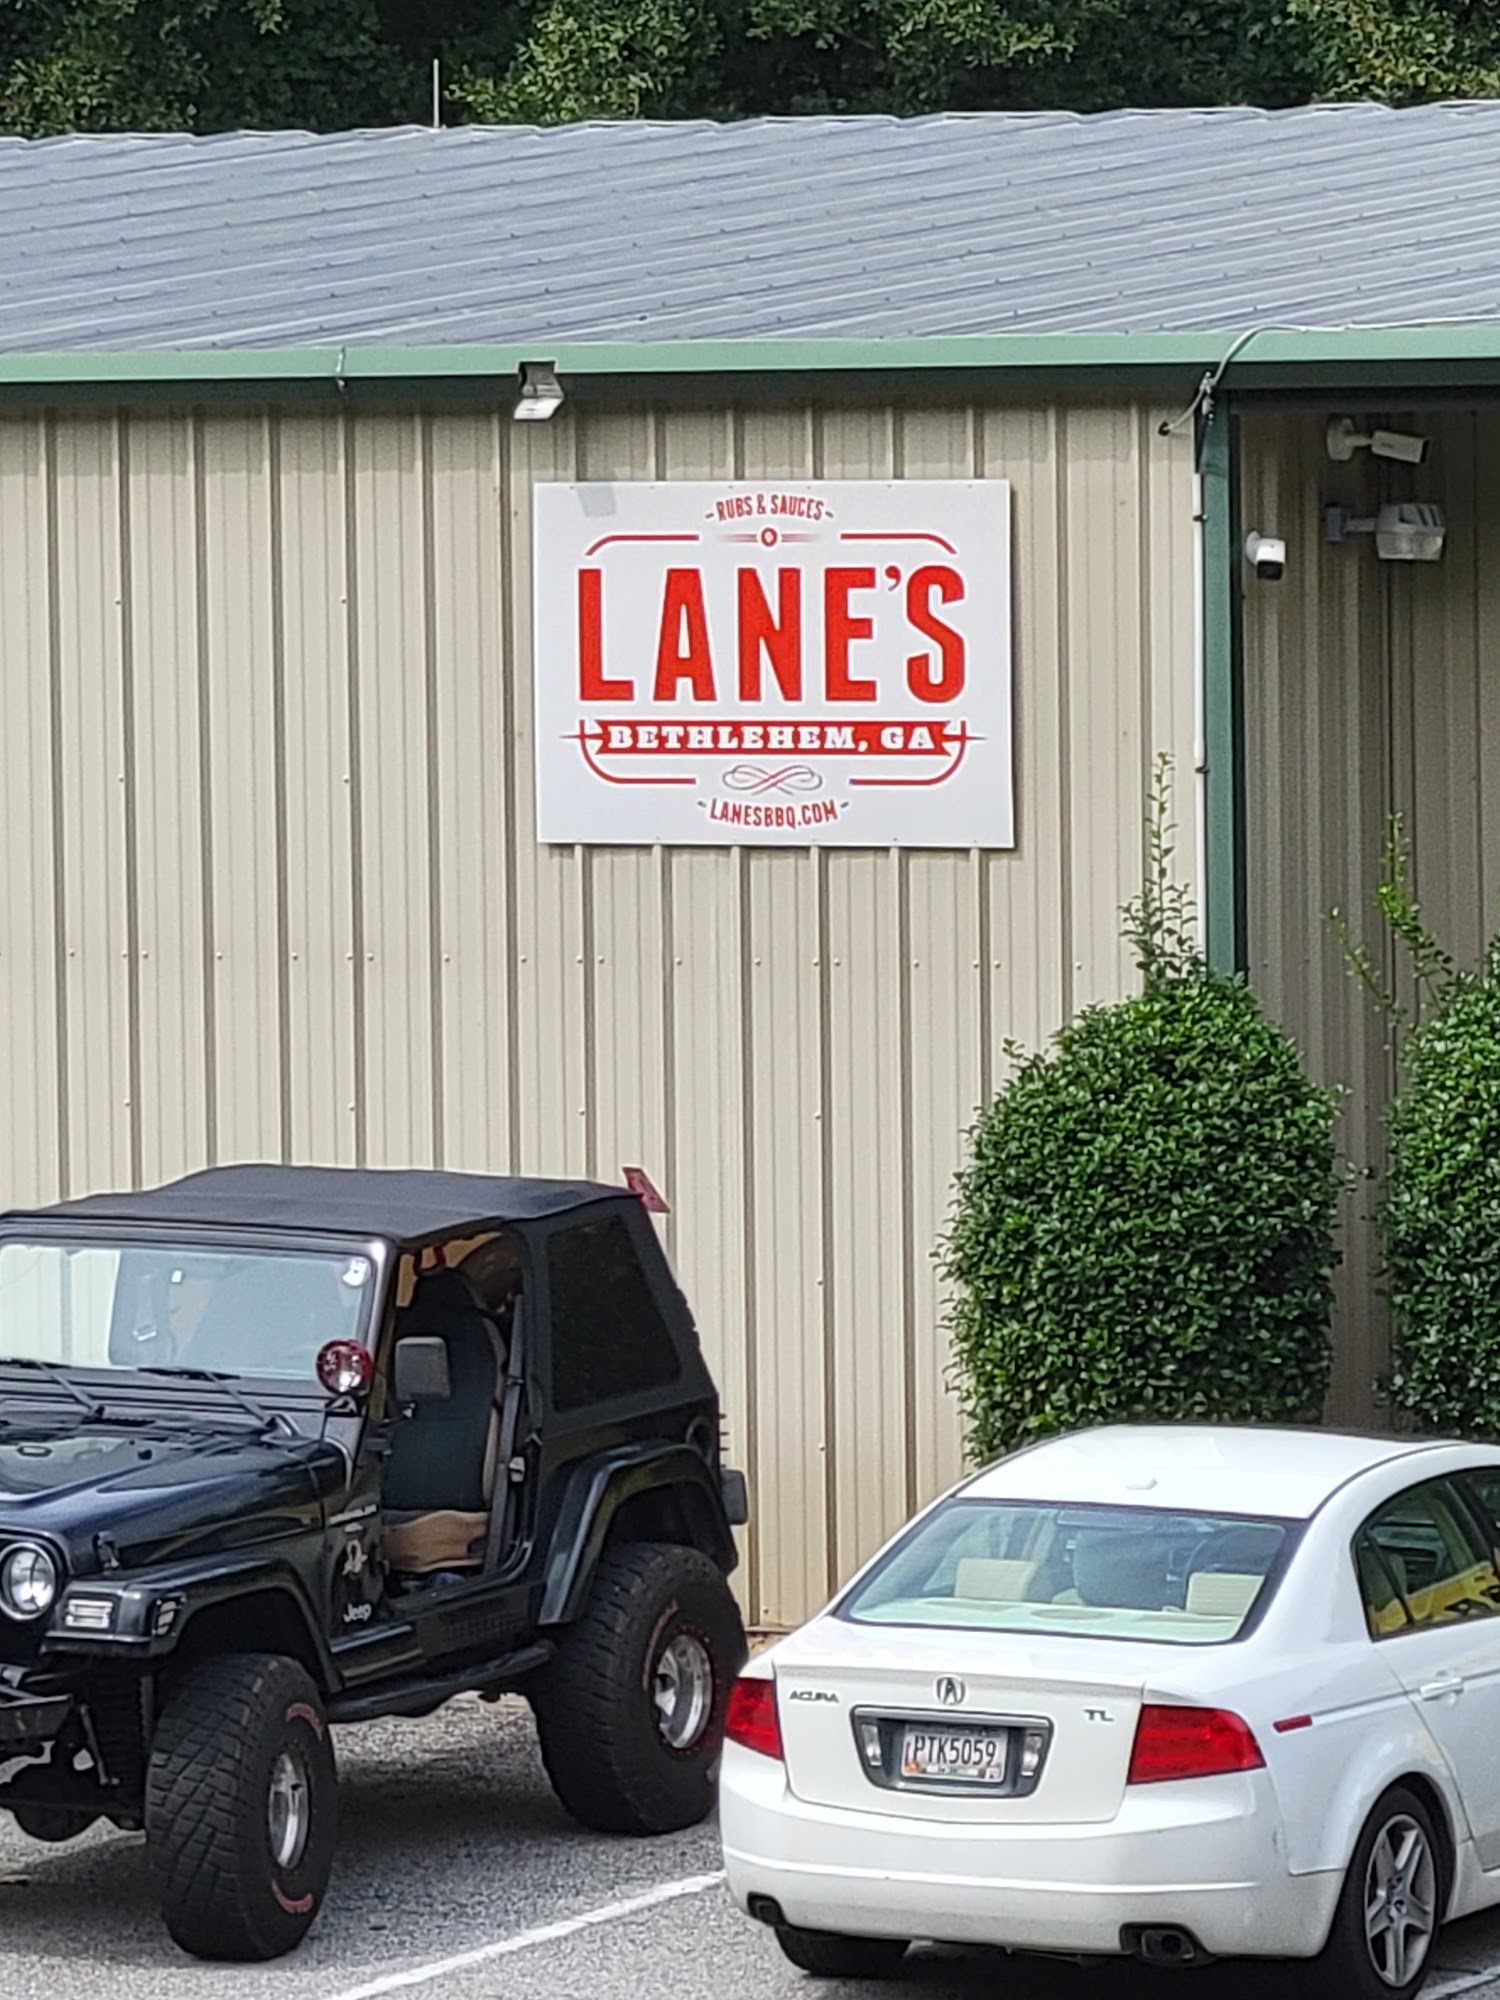 -RUBS & SAUCES-
LANE'S
BETHLEHEM, GA
-LANESBBQ.COM-
Jeep
ACURA
TL
PTK5059